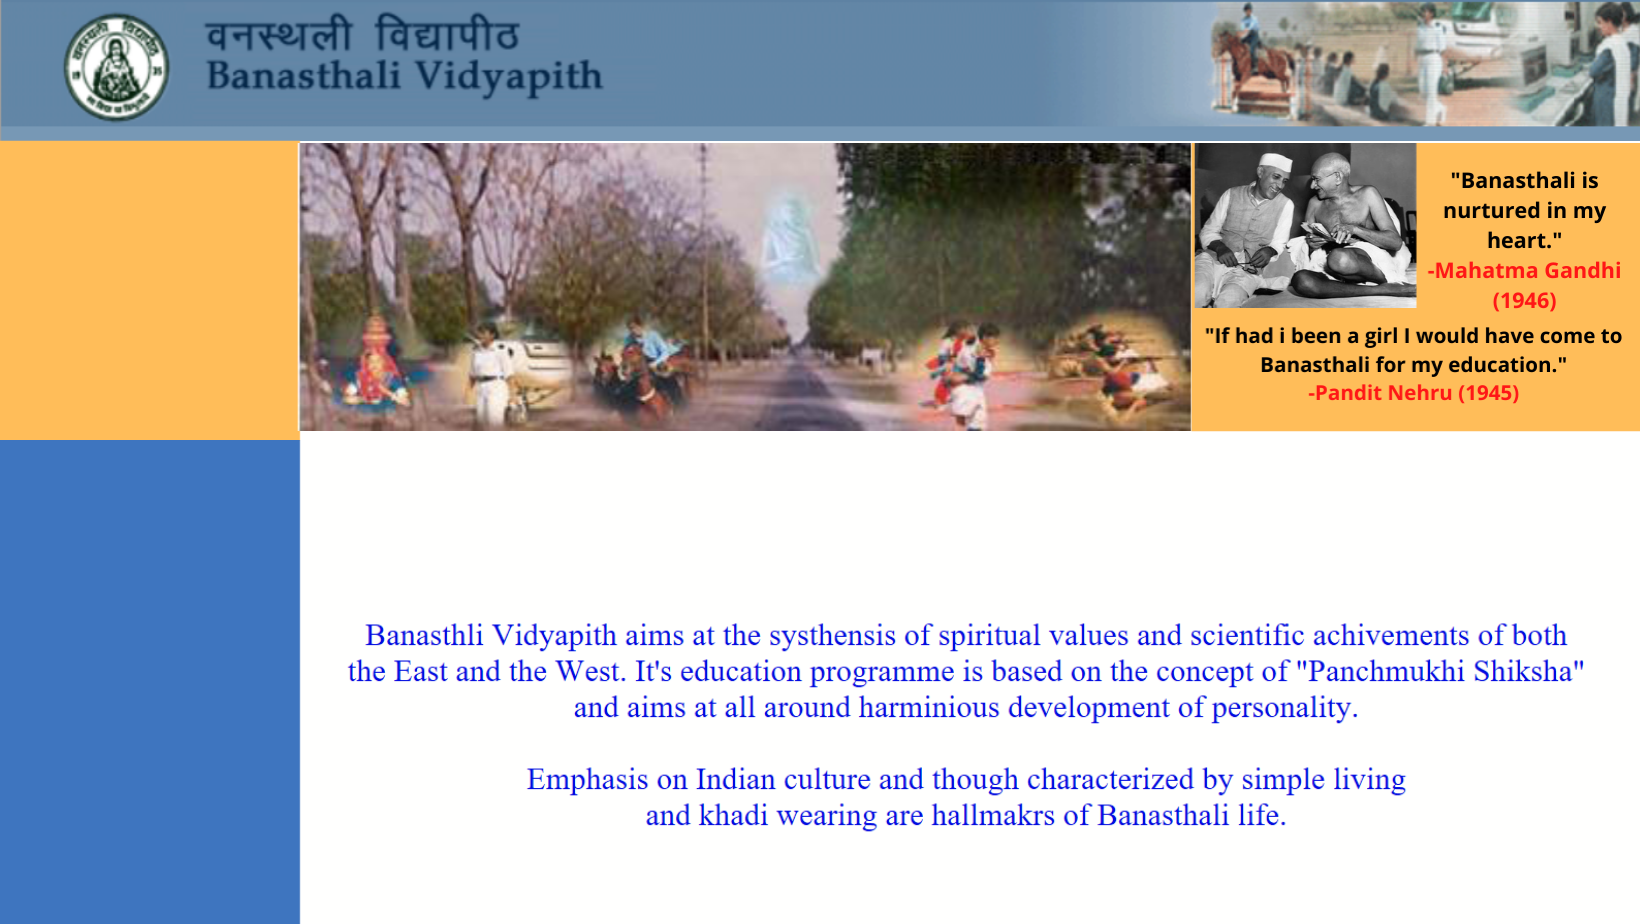 वनस्थली विद्यापीठ
Banasthali Vidyapith
"Banasthali is
nurtured in my
heart."
-Mahatma Gandhi
(1946)
"If had i been a girl I would have come to
Banasthali for my education."
-Pandit Nehru (1945)
Banasthli Vidyapith aims at the systhensis of spiritual values and scientific achivements of both
the East and the West. It's education programme is based on the concept of "Panchmukhi Shiksha"
and aims at all around harminious development of personality.
Emphasis on Indian culture and though characterized by simple living
and khadi wearing are hallmakrs of Banasthali life.